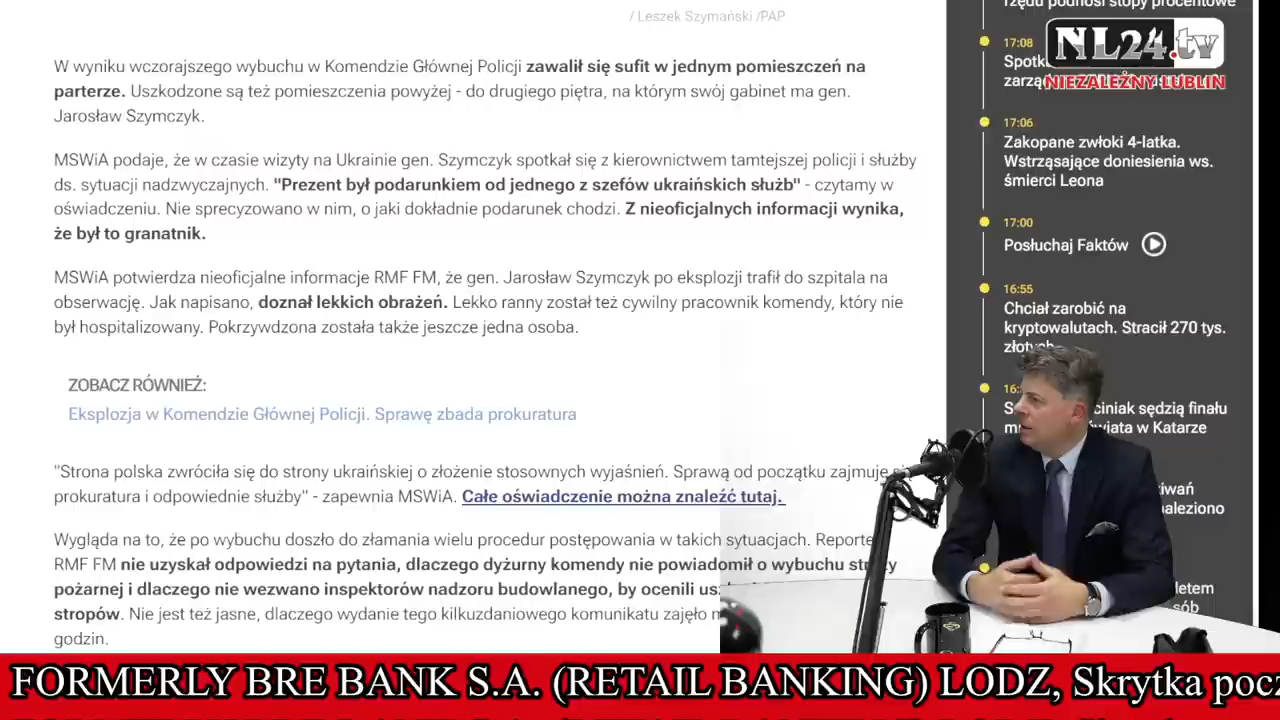 / Leszek Szymański /PAP
W wyniku wczorajszego wybuchu w Komendzie Głównej Policji zawalił się sufit w jednym pomieszczeń na
parterze. Uszkodzone są też pomieszczenia powyżej - do drugiego piętra, na którym swój gabinet ma gen.
Jarosław Szymczyk.
MSWiA podaje, że w czasie wizyty na Ukrainie gen. Szymczyk spotkał się z kierownictwem tamtejszej policji i służby
ds. sytuacji nadzwyczajnych. "Prezent był podarunkiem od jednego z szefów ukraińskich służb" - czytamy w
oświadczeniu. Nie sprecyzowano w nim, o jaki dokładnie podarunek chodzi. Z nieoficjalnych informacji wynika,
że był to granatnik.
MSWiA potwierdza nieoficjalne informacje RMF FM, że gen. Jarosław Szymczyk po eksplozji trafił do szpitala na
obserwację. Jak napisano, doznał lekkich obrażeń. Lekko ranny został też cywilny pracownik komendy, który nie
był hospitalizowany. Pokrzywdzona została także jeszcze jedna osoba.
ZOBACZ RÓWNIEŻ:
Eksplozja w Komendzie Głównej Policji. Sprawę zbada prokuratura
"Strona polska zwróciła się do strony ukraińskiej o złożenie stosownych wyjaśnień. Sprawą od początku zajmuje
prokuratura i odpowiednie służby" - zapewnia MSWiA. Całe oświadczenie można znaleźć tutaj.
Wygląda na to, że po wybuchu doszło do złamania wielu procedur postępowania w takich sytuacjach. Reporte
RMF FM nie uzyskał odpowiedzi na pytania, dlaczego dyżurny komendy nie powiadomił o wybuchu
pożarnej i dlaczego nie wezwano inspektorów nadzoru budowlanego, by ocenili
stropów. Nie jest też jasne, dlaczego wydanie tego kilkuzdaniowego komunikatu zajęło
godzin.
rzędu podnosi stopy procentowe
17:08
NL24.tv
NIEZALEŻNY LUBLIN
17:06
Zakopane zwłoki 4-latka.
Wstrząsające doniesienia ws.
śmierci Leona
17:00
Posłuchaj Faktów
16:55
Chciał zarobić na
kryptowalutach. Stracił 270 tys.
złotych
16:
ciniak sędzią finału
wiata w Katarze
FORMERLY BRE BANK S.A. (RETAIL BANKING) LODZ, Skrytka pocz